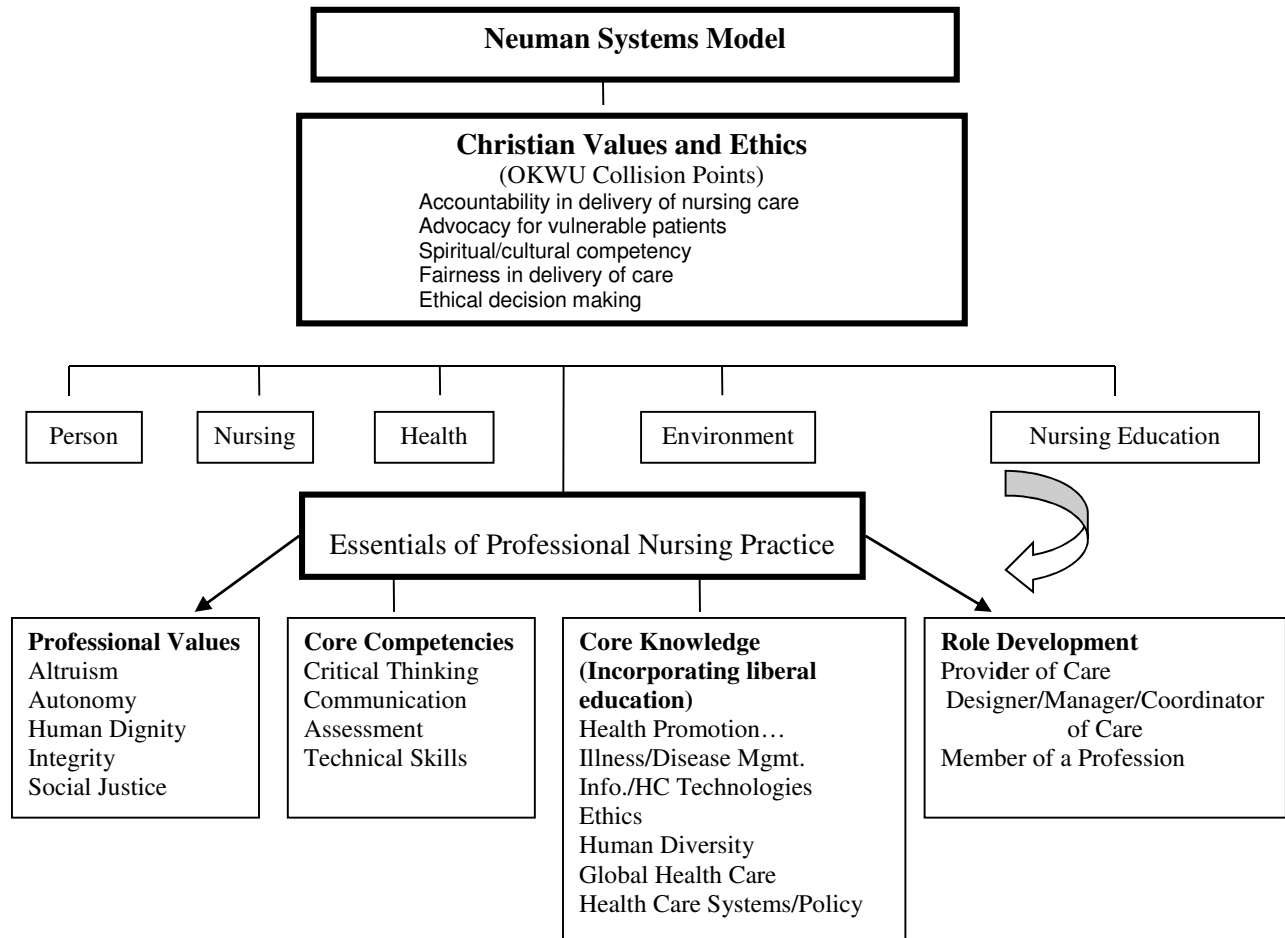 Neuman Systems Model
Christian Values and Ethics
(OKWU Collision Points)
Accountability in delivery of nursing care
Advocacy for vulnerable patients
Spiritual/cultural competency
Fairness in delivery of care
Ethical decision making
Person
Nursing
Health
Environment
Nursing Education
Essentials of Professional Nursing Practice
Professional Values
Altruism
Autonomy
Human Dignity
Integrity
Social Justice
Core Competencies
Critical Thinking
Communication
Assessment
Technical Skills
Core Knowledge
(Incorporating liberal
education)
Health Promotion…
Illness/Disease Mgmt.
Info./HC Technologies
Ethics
Human Diversity
Global Health Care
Health Care Systems/Policy
Role Development
Provider of Care
Designer/Manager/Coordinator
of Care
Member of a Profession